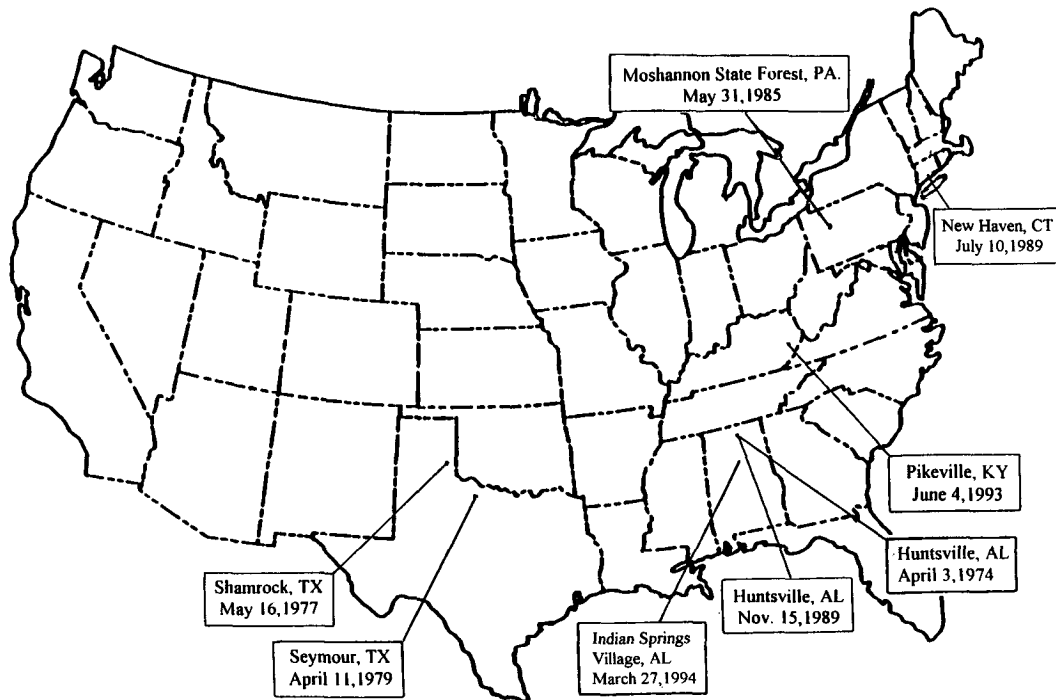 Moshannon State Forest, PA.
May 31,1985
New Haven, CT
July 10,1989
Pikeville, KY
June 4,1993
Huntsville, AL
April 3,1974
Shamrock, TX
May 16,1977
Huntsville, AL
Nov. 15,1989
Indian Springs
Village, AL
March 27,1994
Seymour, TX
April 11,1979